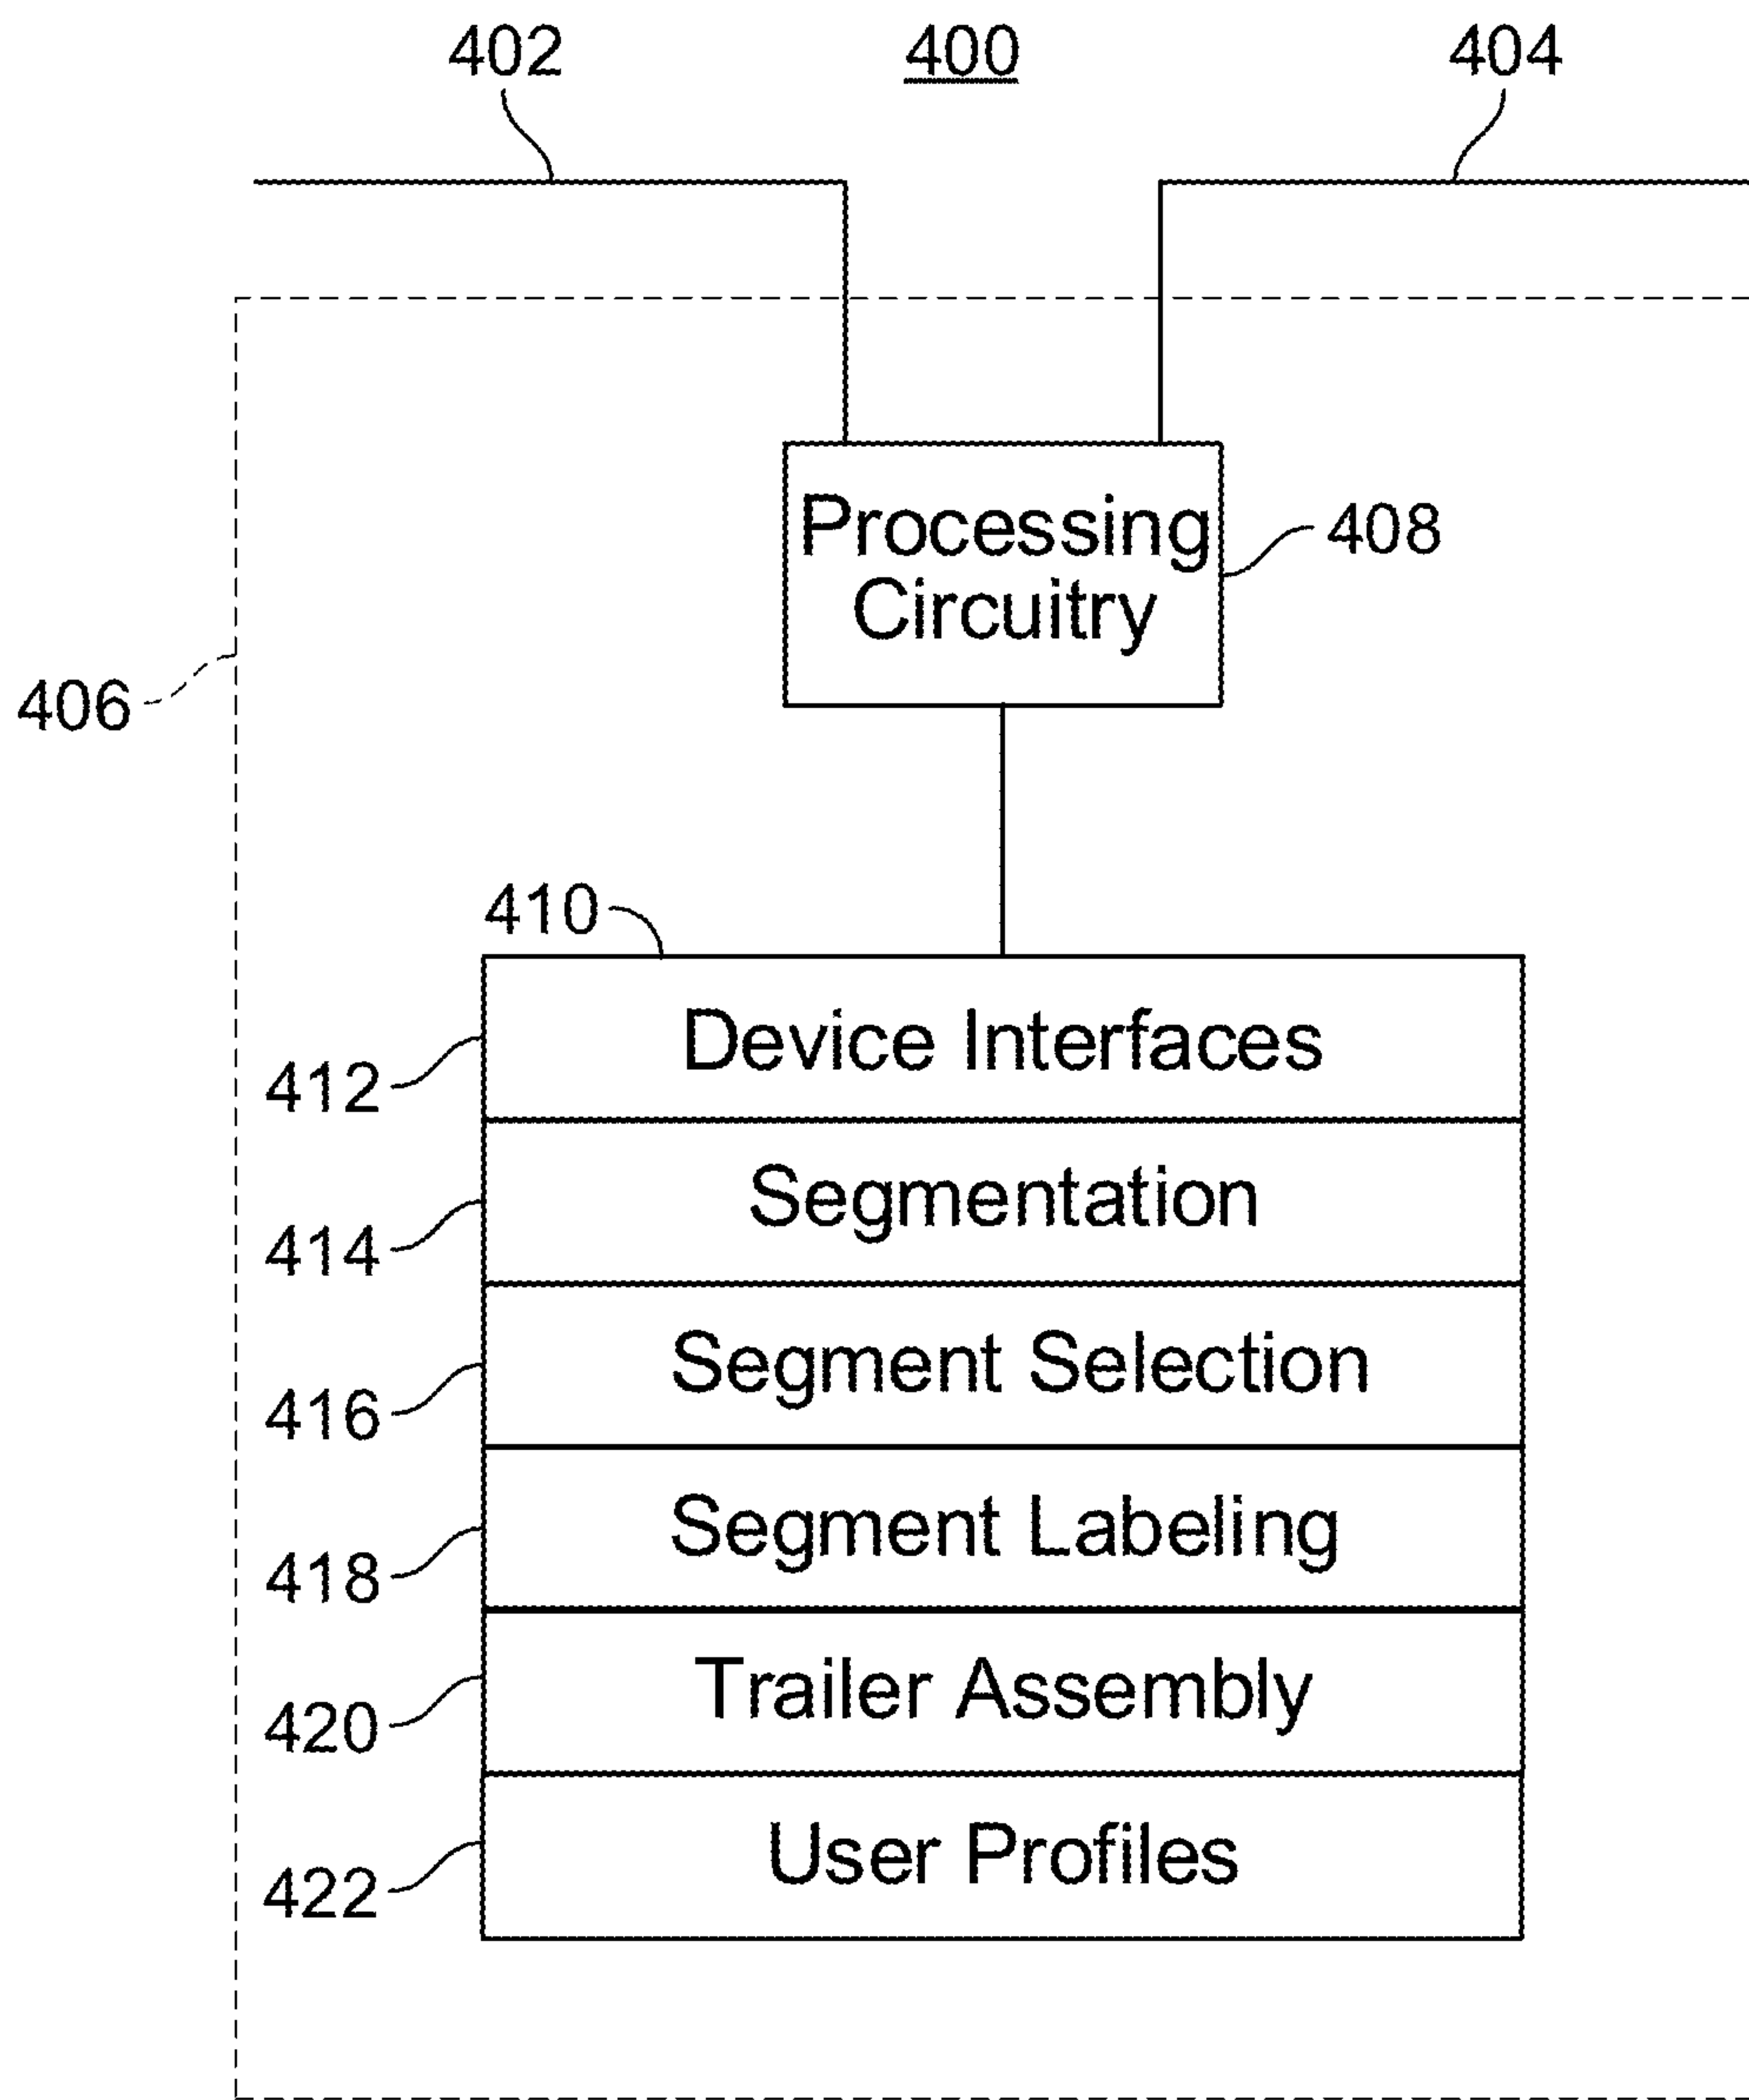 402
400
404
Processing
Circuitry
408
406
410
Device Interfaces
412
Segmentation
414
Segment Selection
416
Segment Labeling
418
Trailer Assembly
420
User Profiles
422